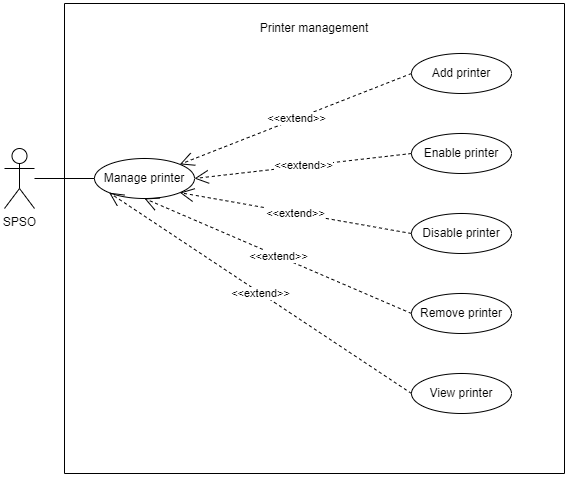 Printer management
Add printer
<<extend>>
Enable printer
<<extend>>
Manage printer
<<extend>>
SPSO
Disable printer
<<extend>>
<<extend>>
Remove printer
View printer